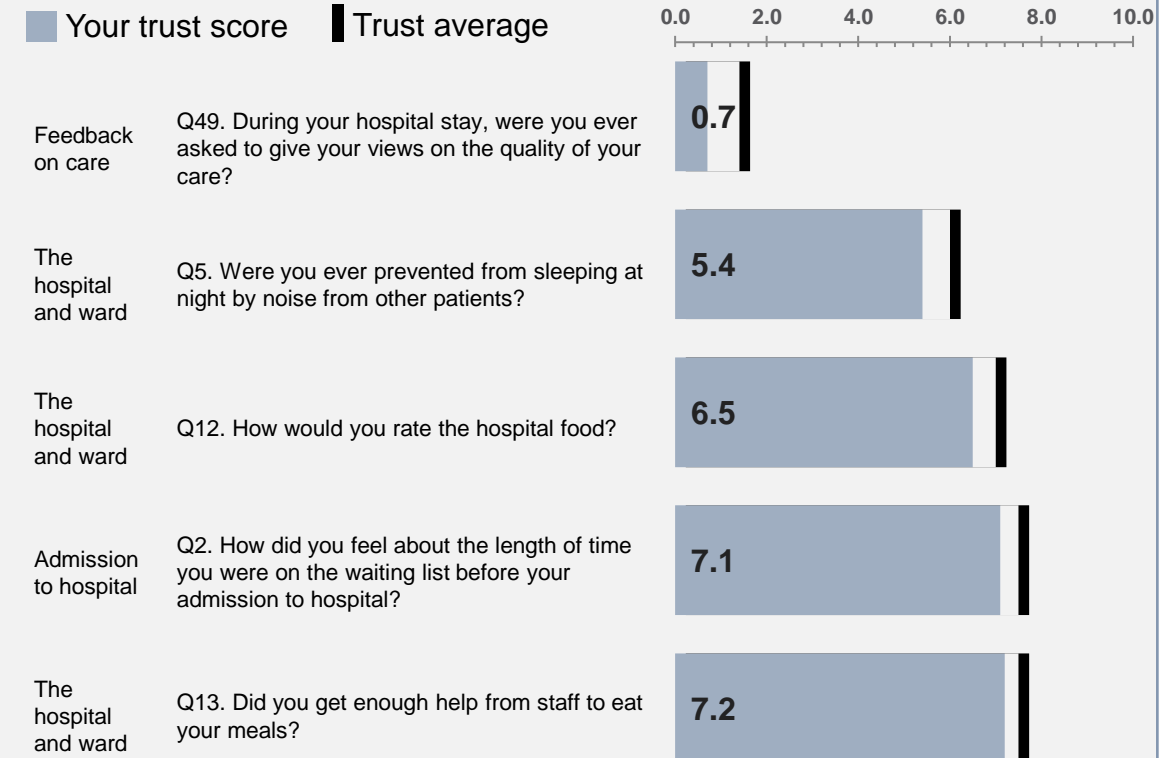 Your trust score
Trust average
0.0 2.0 4.0 6.0 8.0 10.0
Feedback
on care
Q49. During your hospital stay, were you ever
asked to give your views on the quality of your
care?
0.7
The
hospital
and ward
Q5. Were you ever prevented from sleeping at
night by noise from other patients?
5.4
The
hospital
and ward
Q12. How would you rate the hospital food?
6.5
Admission
to hospital
Q2. How did you feel about the length of time
you were on the waiting list before your
admission to hospital?
7.1
The
hospital
and ward
Q13. Did you get enough help from staff to eat
your meals?
7.2